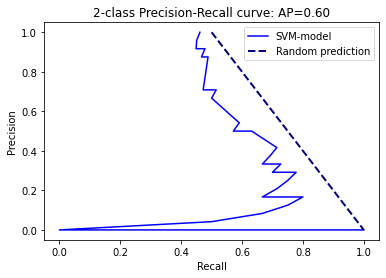 2-class Precision-Recall curve: AP=0.60
SVM-model
Random prediction
Precision
1.0
0.8
0.6
0.4
0.2
0.0
0.0 0.2 0.4 0.6 0.8 1.0
Recall